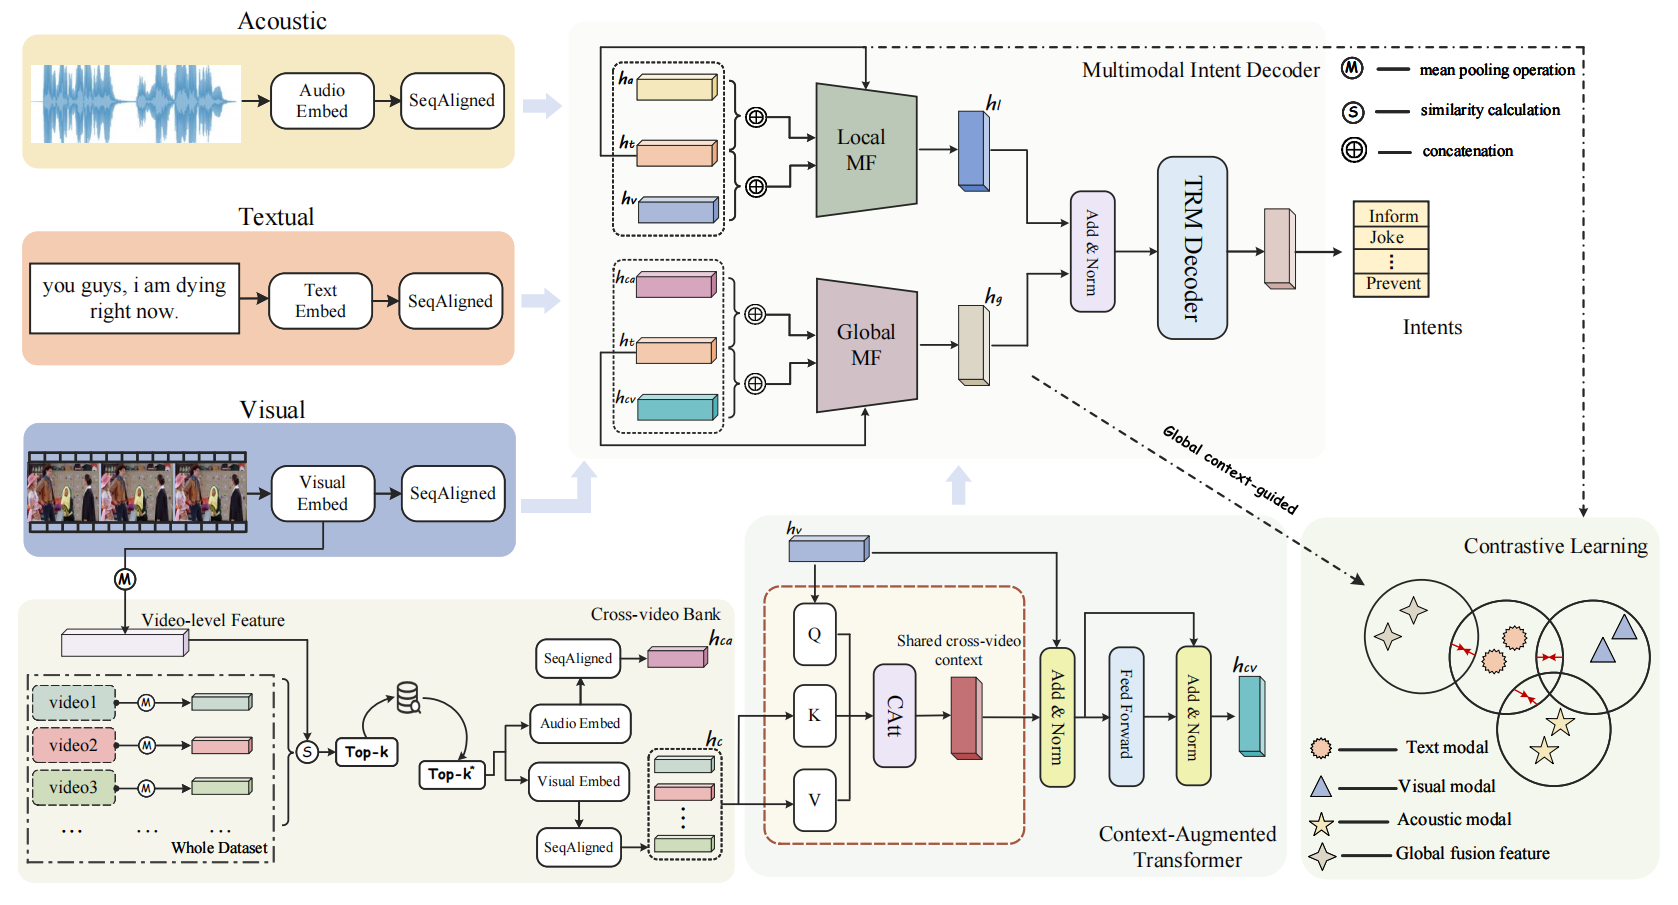 Acoustic
Audio
Embed
SeqAligned
Textual
you guys, i am dying
right now.
Text
Embed
SeqAligned
Visual
Visual
Embed
SeqAligned
M
Multimodal Intent Decoder
ha
ht
hv
Local
MF
hl
hca
ht
hcv
Global
MF
hg
Add & Norm
TRM Decoder
Inform
Joke
⋮
Prevent
Intents
M mean pooling operation
S similarity calculation
⊕ concatenation
Global context-guided
Video-level Feature
Cross-video Bank
video1
M
video2
M
video3
M
... ... ...
Whole Dataset
S
Top-k
Top-k*
SeqAligned
hca
Audio Embed
Visual Embed
SeqAligned
hc
hv
Q
K
V
CAtt
Shared cross-video
context
Add & Norm
Feed Forward
Add & Norm
hcv
Context-Augmented
Transformer
Contrastive Learning
Text modal
Visual modal
Acoustic modal
Global fusion feature